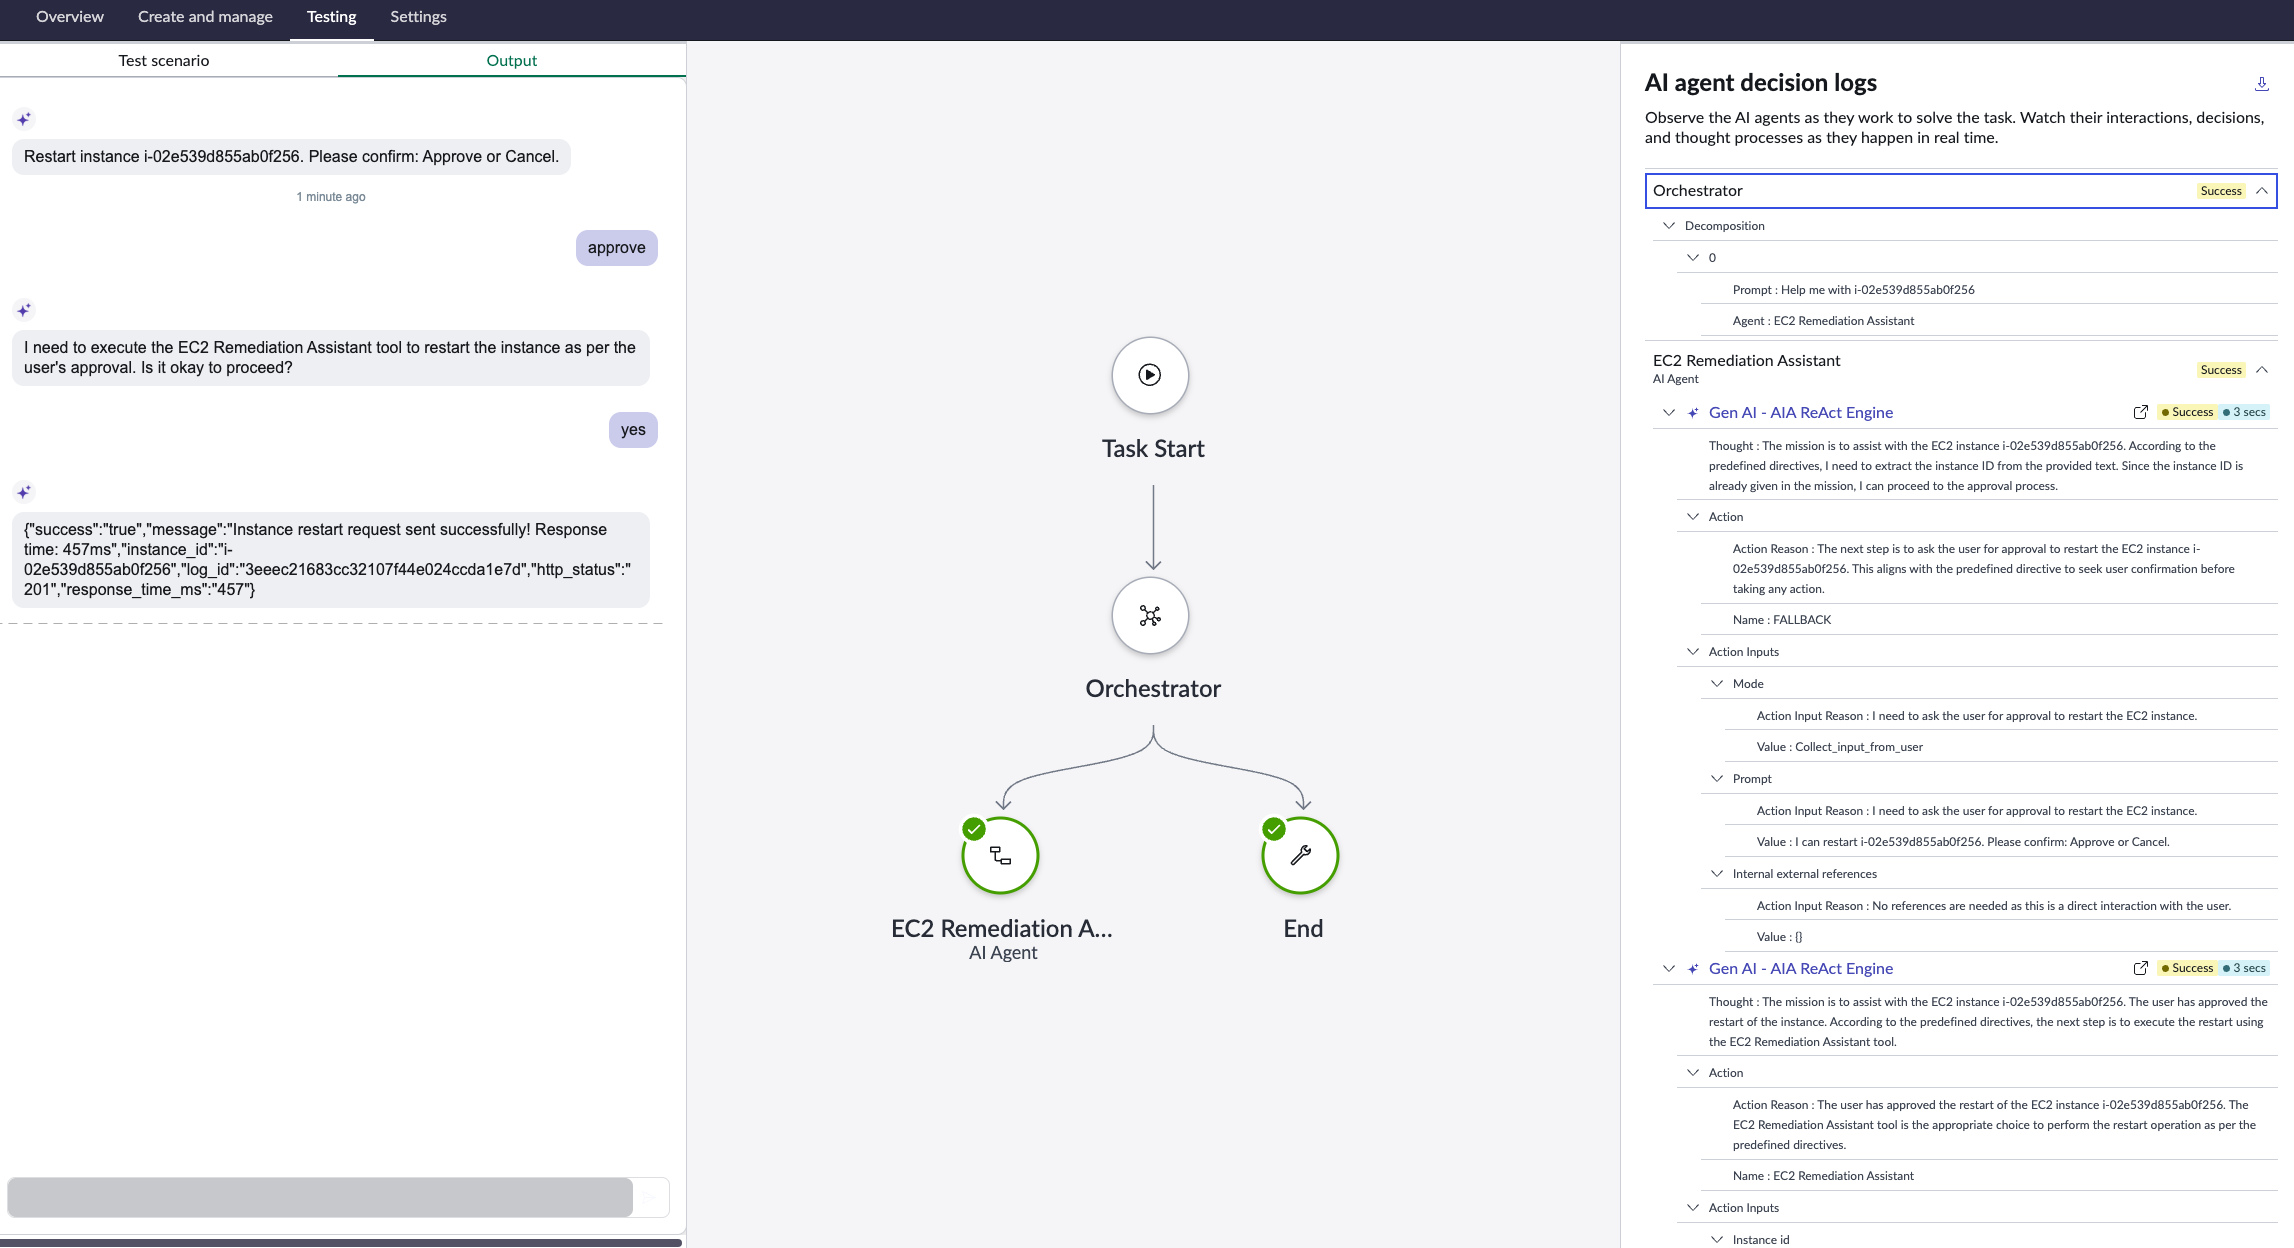 Overview
Create and manage
Testing
Settings
Test scenario
Output
Restart instance i-02e539d855ab0f256. Please confirm: Approve or Cancel.
1 minute ago
approve
I need to execute the EC2 Remediation Assistant tool to restart the instance as per the
user's approval. Is it okay to proceed?
yes
{"success":"true","message":"Instance restart request sent successfully! Response
time: 457ms","instance_id":"i-
02e539d855ab0f256","log_id":"3eeec21683cc32107f44e024ccda1e7d","http_status":"
201","response_time_ms":"457"}
Task Start
Orchestrator
EC2 Remediation A...
AI Agent
End
AI agent decision logs
Observe the AI agents as they work to solve the task. Watch their interactions, decisions,
and thought processes as they happen in real time.
Orchestrator
Success
Decomposition
0
Prompt : Help me with i-02e539d855ab0f256
Agent : EC2 Remediation Assistant
EC2 Remediation Assistant
AI Agent
Success
Gen AI - AIA ReAct Engine
Success
3 secs
Thought : The mission is to assist with the EC2 instance i-02e539d855ab0f256. According to the
predefined directives, I need to extract the instance ID from the provided text. Since the instance ID is
already given in the mission, I can proceed to the approval process.
Action
Action Reason : The next step is to ask the user for approval to restart the EC2 instance i-
02e539d855ab0f256. This aligns with the predefined directive to seek user confirmation before
taking any action.
Name : FALLBACK
Action Inputs
Mode
Action Input Reason : I need to ask the user for approval to restart the EC2 instance.
Value : Collect_input_from_user
Prompt
Action Input Reason : I need to ask the user for approval to restart the EC2 instance.
Value : I can restart i-02e539d855ab0f256. Please confirm: Approve or Cancel.
Internal external references
Action Input Reason : No references are needed as this is a direct interaction with the user.
Value : {}
Gen AI - AIA ReAct Engine
Success
3 secs
Thought : The mission is to assist with the EC2 instance i-02e539d855ab0f256. The user has approved the
restart of the instance. According to the predefined directives, the next step is to execute the restart using
the EC2 Remediation Assistant tool.
Action
Action Reason : The user has approved the restart of the EC2 instance i-02e539d855ab0f256. The
EC2 Remediation Assistant tool is the appropriate choice to perform the restart operation as per the
predefined directives.
Name : EC2 Remediation Assistant
Action Inputs
Instance id